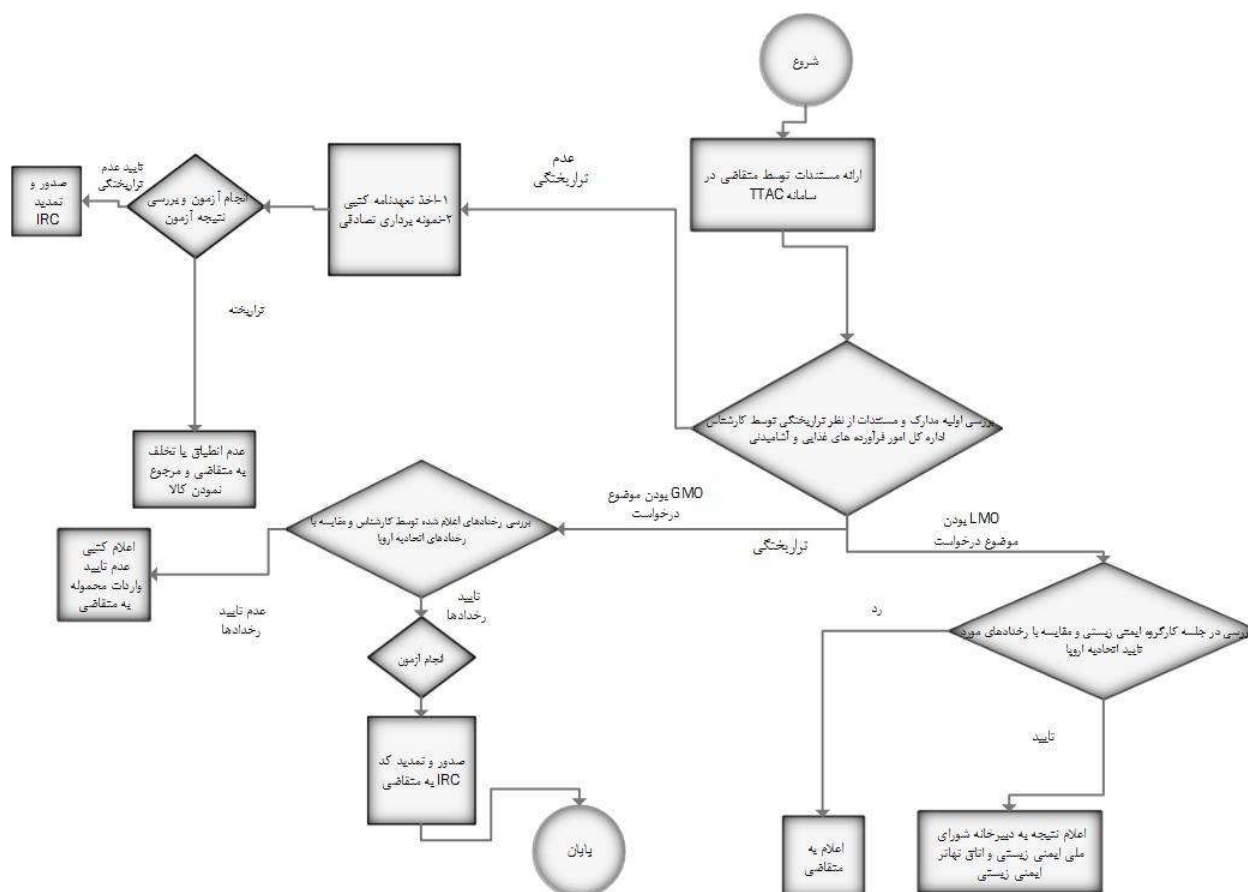 شروع
ارائه مستندات توسط متقاضی در
سامانه TTAC
بررسی اولیه مدارک و مستندات از نظر تراریختگی توسط کارشناس
اداره کل امور فرآورده های غذایی و آشامیدنی
عدم
تراریختگی
۱-اخذ تعهدنامه کتبی
۲-نمونه برداری تصادفی
انجام آزمون و بررسی
نتیجه آزمون
تایید عدم
تراریختگی
صدور و
تمدید
IRC
تراریخته
عدم انطباق یا تخلف
به متقاضی و مرجوع
نمودن کالا
GMO بودن موضوع
درخواست
تراریختگی
LMO بودن
موضوع درخواست
بررسی رخدادهای اعلام شده توسط کارشناس و مقایسه با
رخدادهای اتحادیه اروپا
اعلام کتبی
عدم تایید
واردات محموله
به متقاضی
عدم تایید
رخدادها
تایید
رخدادها
انجام آزمون
صدور و تمدید کد
IRC به متقاضی
پایان
بررسی در جلسه کارگروه ایمنی زیستی و مقایسه با رخدادهای مورد
تایید اتحادیه اروپا
رد
تایید
اعلام به
متقاضی
اعلام نتیجه به دبیرخانه شورای
ملی ایمنی زیستی و اتاق تهاتر
ایمنی زیستی